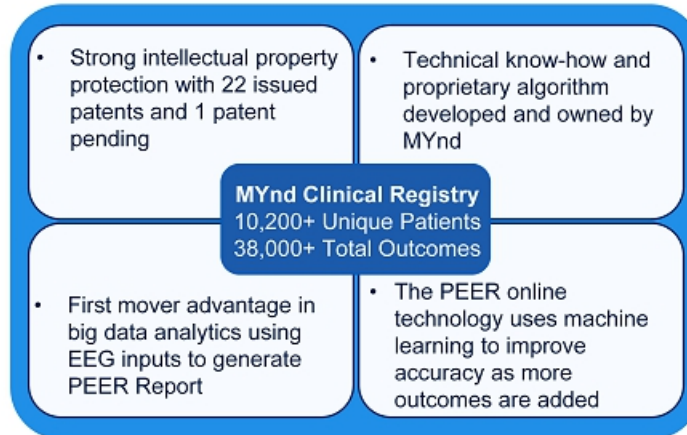 • Strong intellectual property
protection with 22 issued
patents and 1 patent
pending
• Technical know-how and
proprietary algorithm
developed and owned by
MYnd
MYnd Clinical Registry
10,200+ Unique Patients
38,000+ Total Outcomes
• First mover advantage in
big data analytics using
EEG inputs to generate
PEER Report
• The PEER online
technology uses machine
learning to improve
accuracy as more
outcomes are added